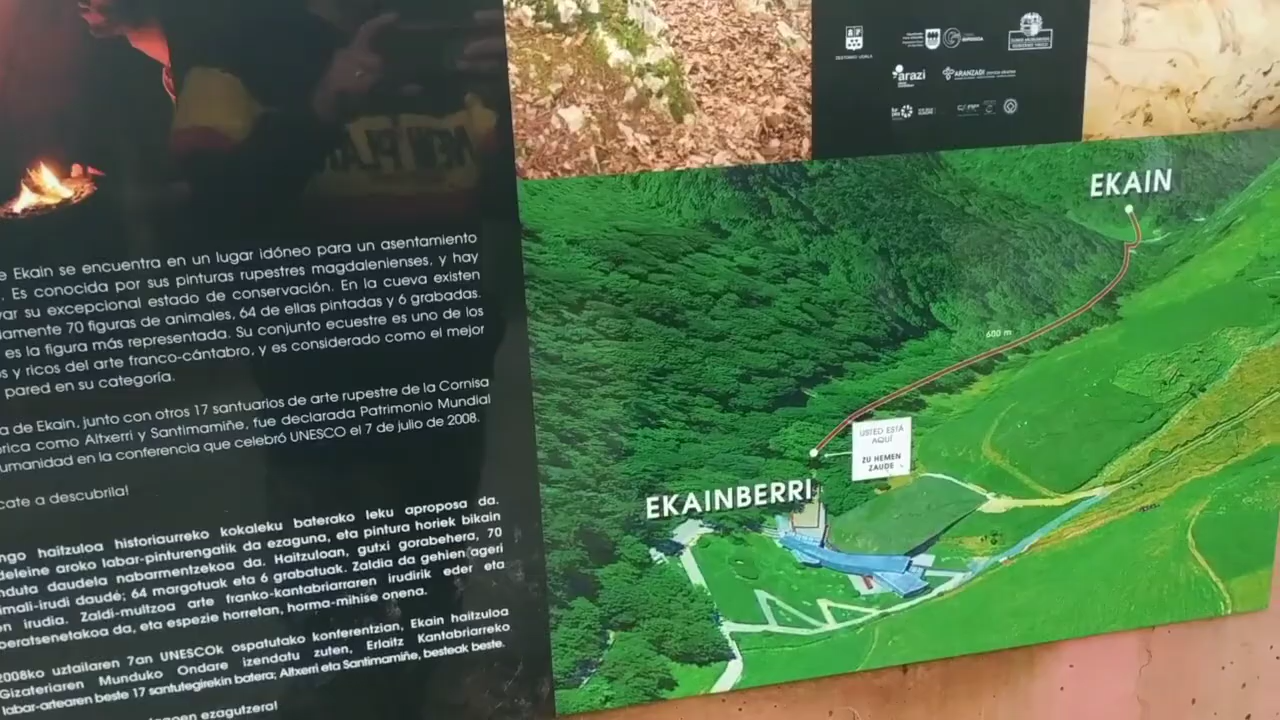 e Ekain se encuentra en un lugar idóneo para un asentamiento
. Es conocida por sus pinturas rupestres magdalenienses, y hay
var su excepcional estado de conservación. En la cueva existen
damente 70 figuras de animales, 64 de ellas pintadas y 6 grabadas.
es la figura más representada. Su conjunto ecuestre es uno de los
s y ricos del arte franco-cántabro, y es considerado como el mejor
pared en su categoría.
a de Ekain, junto con otros 17 santuarios de arte rupestre de la Cornisa
brica como Altxerri y Santimamiñe, fue declarada Patrimonio Mundial
umanidad en la conferencia que celebró UNESCO el 7 de julio de 2008.
cate a descubrila!
ngo haitzuloa historiaurreko kokaleku baterako leku aproposa da.
deleine aroko labar-pinturengatik da ezaguna, eta pintura horiek bikain
nduta daudela nabarmentzekoa da. Haitzuloan, gutxi gorabehera, 70
imali-irudi daude; 64 margotuak eta 6 grabatuak. Zaldia da gehien ageri
en irudia. Zaldi-multzoa arte franko-kantabriarraren irudirik eder eta
beratsenetakoa da, eta espezie horretan, horma-mihise onena.
2008ko uztailaren 7an UNESCOk ospatutako konferentzian, Ekain haitzuloa
Gizateriaren Munduko Ondare izendatu zuten, Erlaitz Kantabriarreko
labar-artearen beste 17 santutegirekin batera; Altxerri eta Santimamiñe, besteak beste.
goen ezagutzera!
arazi
ARANZADI
EKAIN
600 m
USTED ESTÁ
AQUÍ
ZU HEMEN
ZAUDE
EKAINBERRI